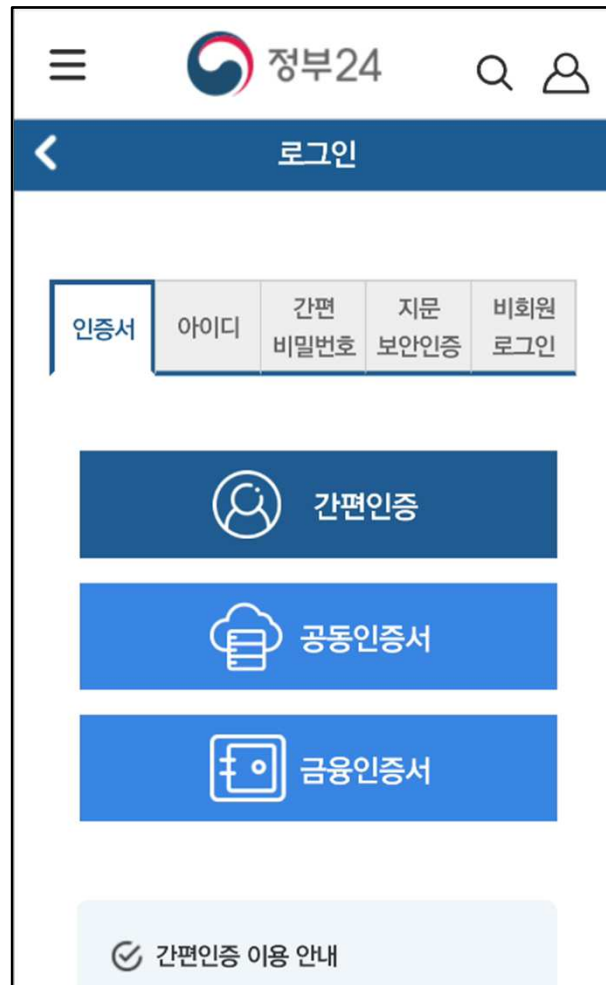 정부24
로그인
인증서
아이디
간편
비밀번호
지문
보안인증
비회원
로그인
간편인증
공동인증서
금융인증서
간편인증 이용 안내